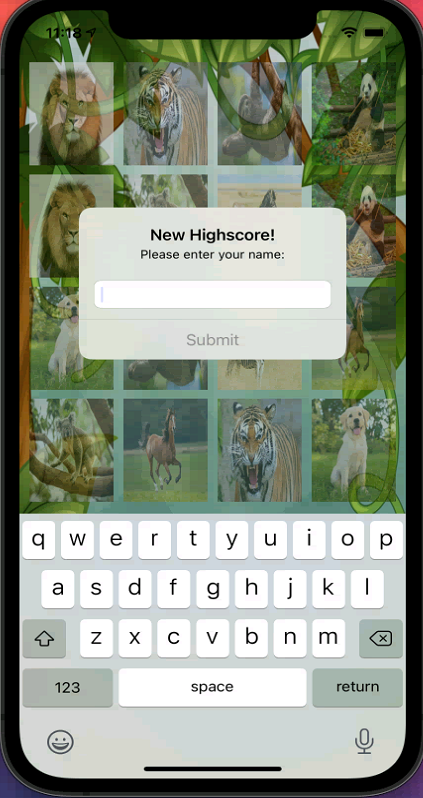 11:18
New Highscore!
Please enter your name:
Submit
q w e r t y u i o p
a s d f g h j k l
z x c v b n m
123 space return